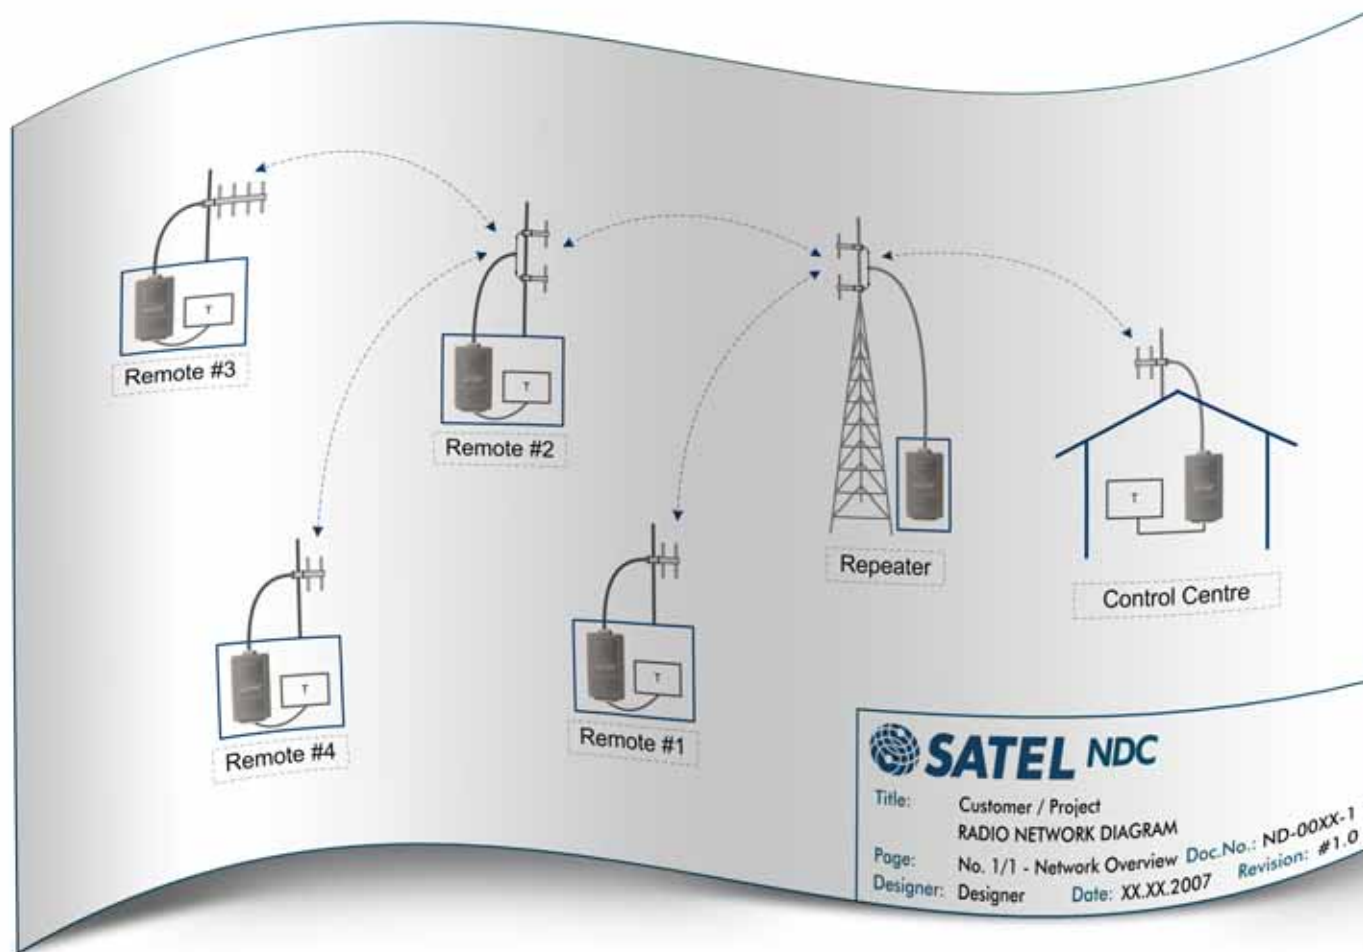 Remote #3
T
Remote #2
T
Repeater
T
Control Centre
Remote #4
T
Remote #1
T
SATEL NDC
Title: Customer / Project
RADIO NETWORK DIAGRAM
Page: No. 1/1 - Network Overview Doc.No.: ND-00XX-1
Designer: Designer Date: XX.XX.2007 Revision: #1.0